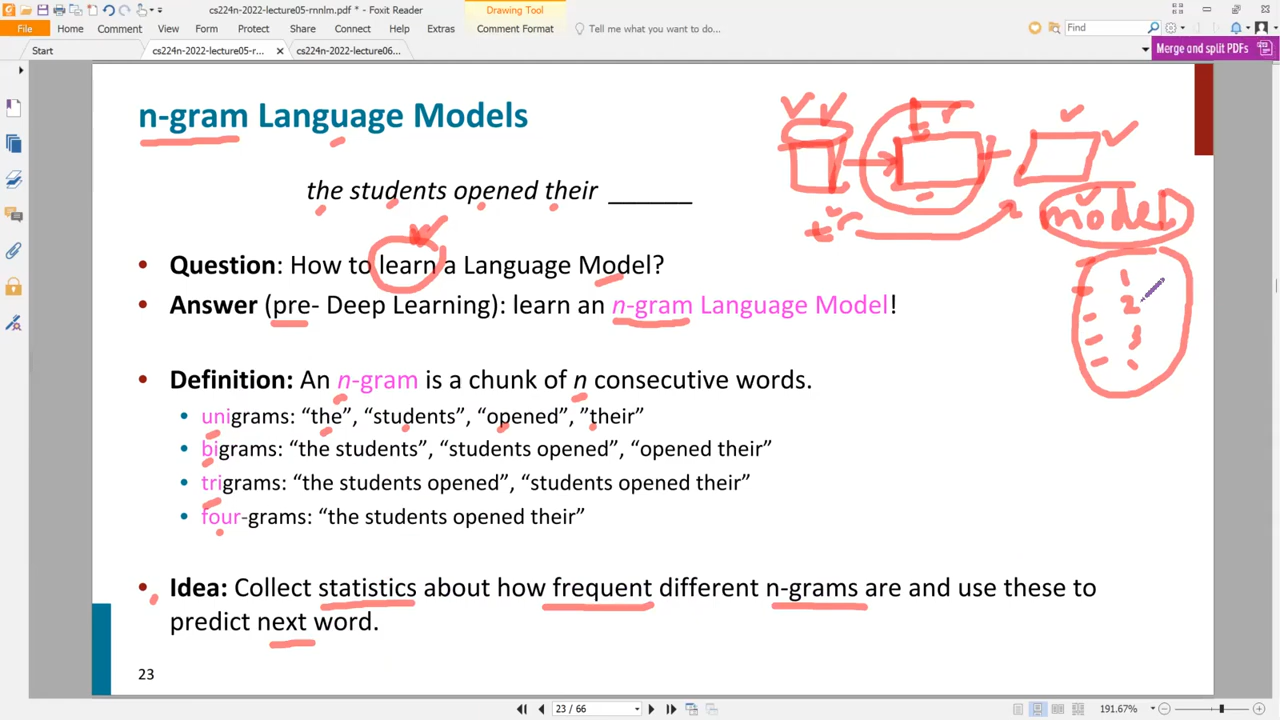 cs224n-2022-lecture05-rnnlm.pdf * - Foxit Reader
Drawing Tool
File Home Comment View Form Protect Share Connect Help Extras Comment Format Tell me what you want to do... Find
Start cs224n-2022-lecture05-r... cs224n-2022-lecture06... Merge and split PDFs
n-gram Language Models
the students opened their ______
model
• Question: How to learn a Language Model?
• Answer (pre- Deep Learning): learn an n-gram Language Model!
1
2
3
• Definition: An n-gram is a chunk of n consecutive words.
• unigrams: “the”, “students”, “opened”, ”their”
• bigrams: “the students”, “students opened”, “opened their”
• trigrams: “the students opened”, “students opened their”
• four-grams: “the students opened their”
• Idea: Collect statistics about how frequent different n-grams are and use these to
predict next word.
23
23 / 66
191.67%